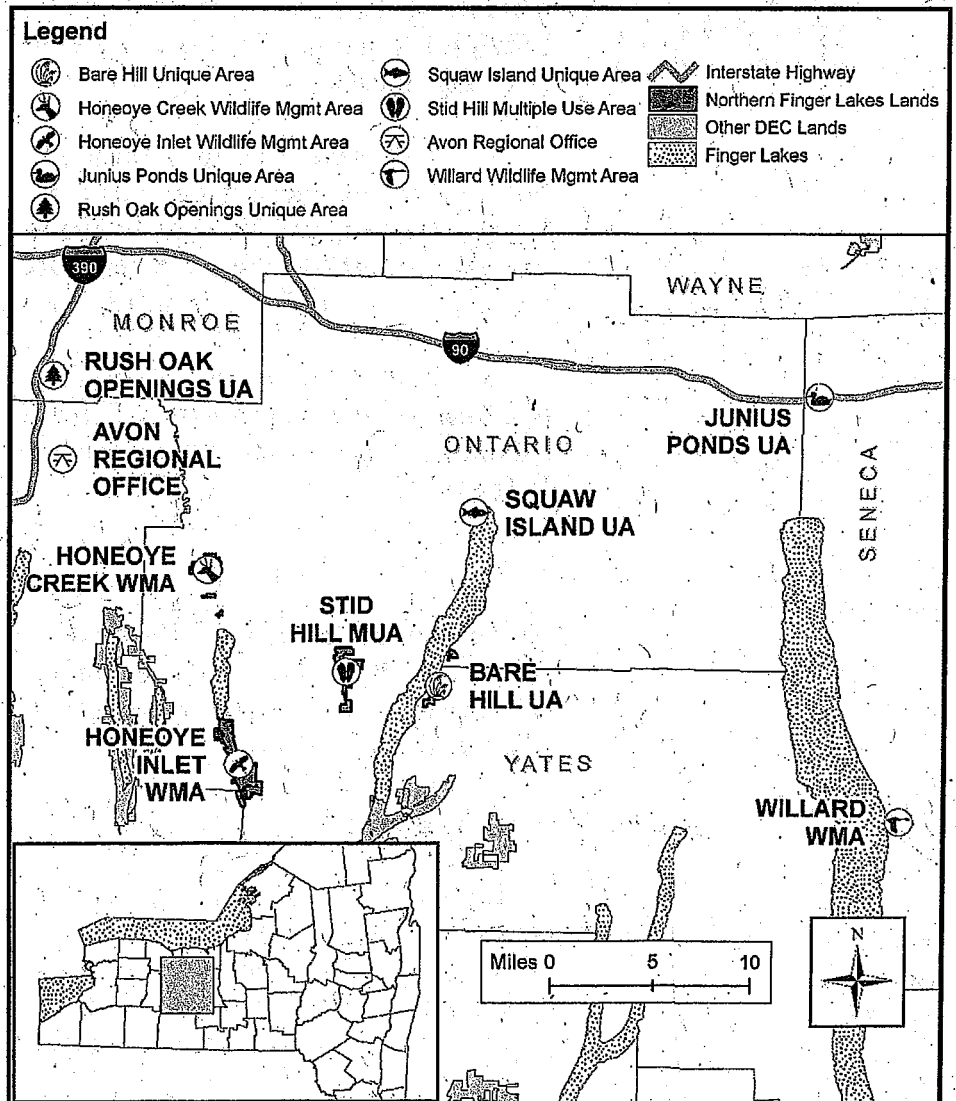 Legend
Bare Hill Unique Area
Honeoye Creek Wildlife Mgmt Area
Honeoye Inlet Wildlife Mgmt Area
Junius Ponds Unique Area
Rush Oak Openings Unique Area
Squaw Island Unique Area
Stid Hill Multiple Use Area
Avon Regional Office
Willard Wildlife Mgmt Area
Interstate Highway
Northern Finger Lakes Lands
Other DEC Lands
Finger Lakes
390
WAYNE
MONROE
90
RUSH OAK
OPENINGS UA
JUNIUS
PONDS UA
AVON
REGIONAL
OFFICE
ONTARIO
SENECA
SQUAW
ISLAND UA
HONEOYE
CREEK WMA
STID
HILL MUA
BARE
HILL UA
HONEOYE
INLET
WMA
YATES
WILLARD
WMA
Miles 0 5 10
N